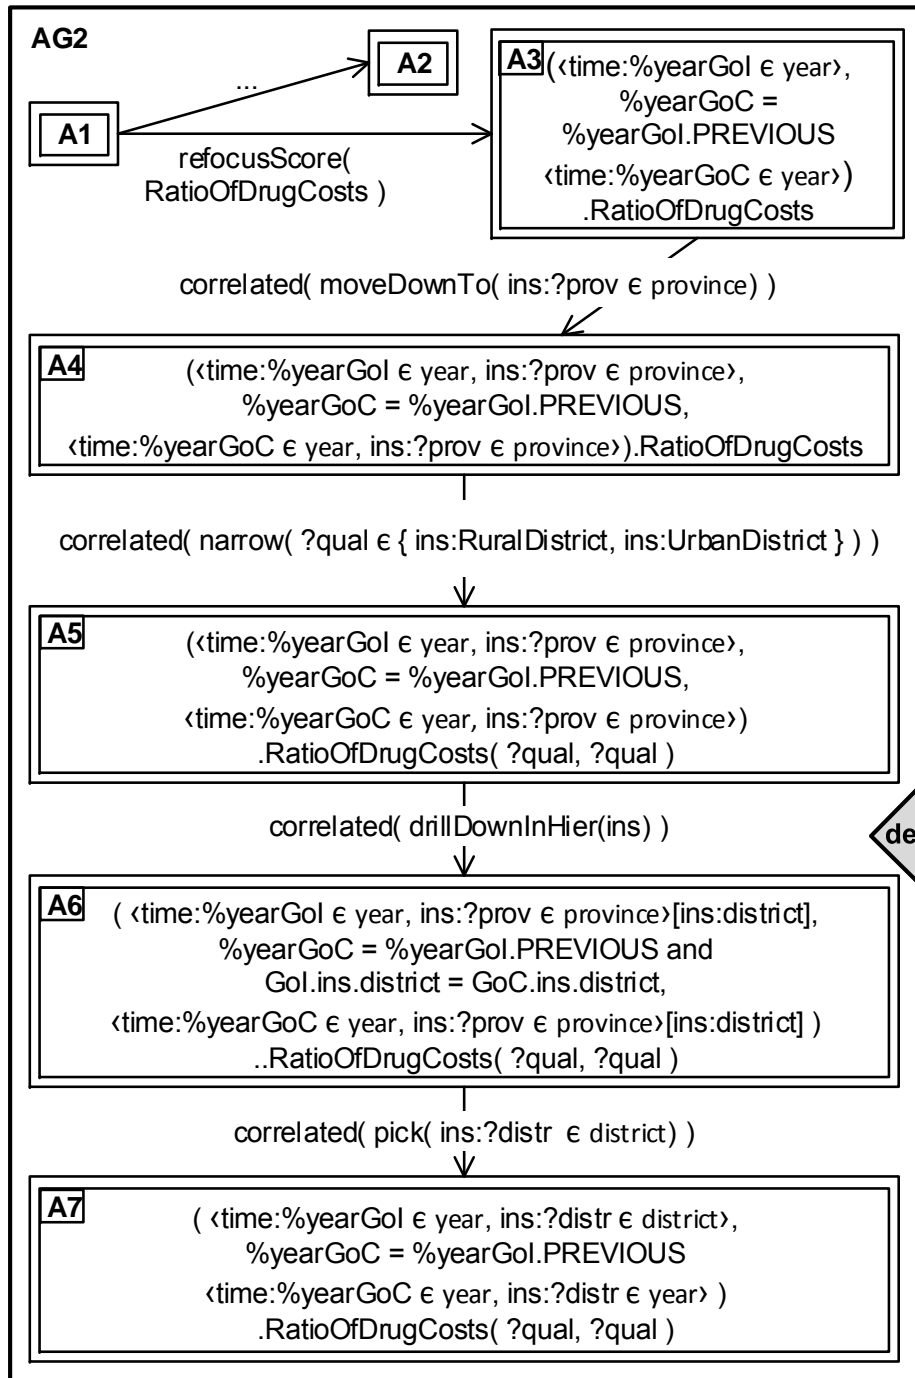 AG2
A2
A1
...
refocusScore(
RatioOfDrugCosts )
A3
(‹time:%yearGoI ϵ year›,
%yearGoC =
%yearGoI.PREVIOUS
‹time:%yearGoC ϵ year›)
.RatioOfDrugCosts
correlated( moveDownTo( ins:?prov ϵ province) )
A4
(‹time:%yearGoI ϵ year, ins:?prov ϵ province›,
%yearGoC = %yearGoI.PREVIOUS,
‹time:%yearGoC ϵ year, ins:?prov ϵ province›).RatioOfDrugCosts
correlated( narrow( ?qual ϵ { ins:RuralDistrict, ins:UrbanDistrict } ) )
A5
(‹time:%yearGoI ϵ year, ins:?prov ϵ province›,
%yearGoC = %yearGoI.PREVIOUS,
‹time:%yearGoC ϵ year, ins:?prov ϵ province›)
.RatioOfDrugCosts( ?qual, ?qual )
correlated( drillDownInHier(ins) )
de
A6
( ‹time:%yearGoI ϵ year, ins:?prov ϵ province›[ins:district],
%yearGoC = %yearGoI.PREVIOUS and
GoI.ins.district = GoC.ins.district,
‹time:%yearGoC ϵ year, ins:?prov ϵ province›[ins:district] )
..RatioOfDrugCosts( ?qual, ?qual )
correlated( pick( ins:?distr ϵ district) )
A7
( ‹time:%yearGoI ϵ year, ins:?distr ϵ district›,
%yearGoC = %yearGoI.PREVIOUS
‹time:%yearGoC ϵ year, ins:?distr ϵ year› )
.RatioOfDrugCosts( ?qual, ?qual )